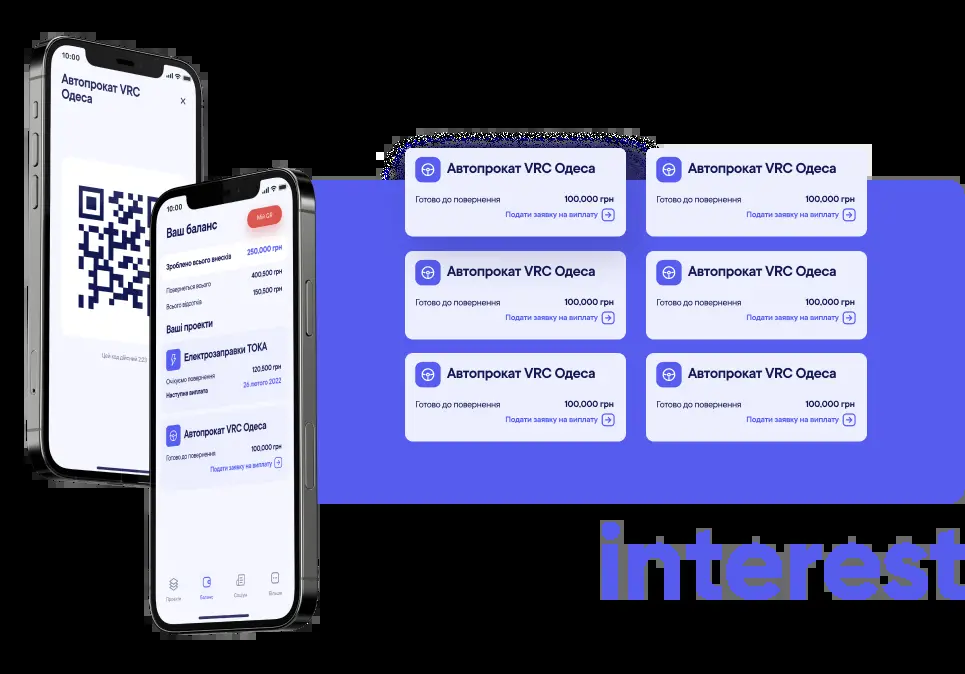 10:00
Автопрокат VRC
Одеса
Цей код дійсний
10:00
Мій QR
Ваш баланс
Зроблено всього внесків 250,000 грн
Повернеться всього 400,500 грн
Всього відсотків 150,500 грн
Ваші проекти
Електрозаправки ТОКА
Очікуємо повернення 120,500 грн
Наступна виплата 26 лютого 2022
Автопрокат VRC Одеса
Готово до повернення 100,000 грн
Подати заявку на виплату
Проекти Баланс Більше
Автопрокат VRC Одеса
Готово до повернення 100,000 грн
Подати заявку на виплату
Автопрокат VRC Одеса
Готово до повернення 100,000 грн
Подати заявку на виплату
Автопрокат VRC Одеса
Готово до повернення 100,000 грн
Подати заявку на виплату
Автопрокат VRC Одеса
Готово до повернення 100,000 грн
Подати заявку на виплату
Автопрокат VRC Одеса
Готово до повернення 100,000 грн
Подати заявку на виплату
Автопрокат VRC Одеса
Готово до повернення 100,000 грн
Подати заявку на виплату
interest